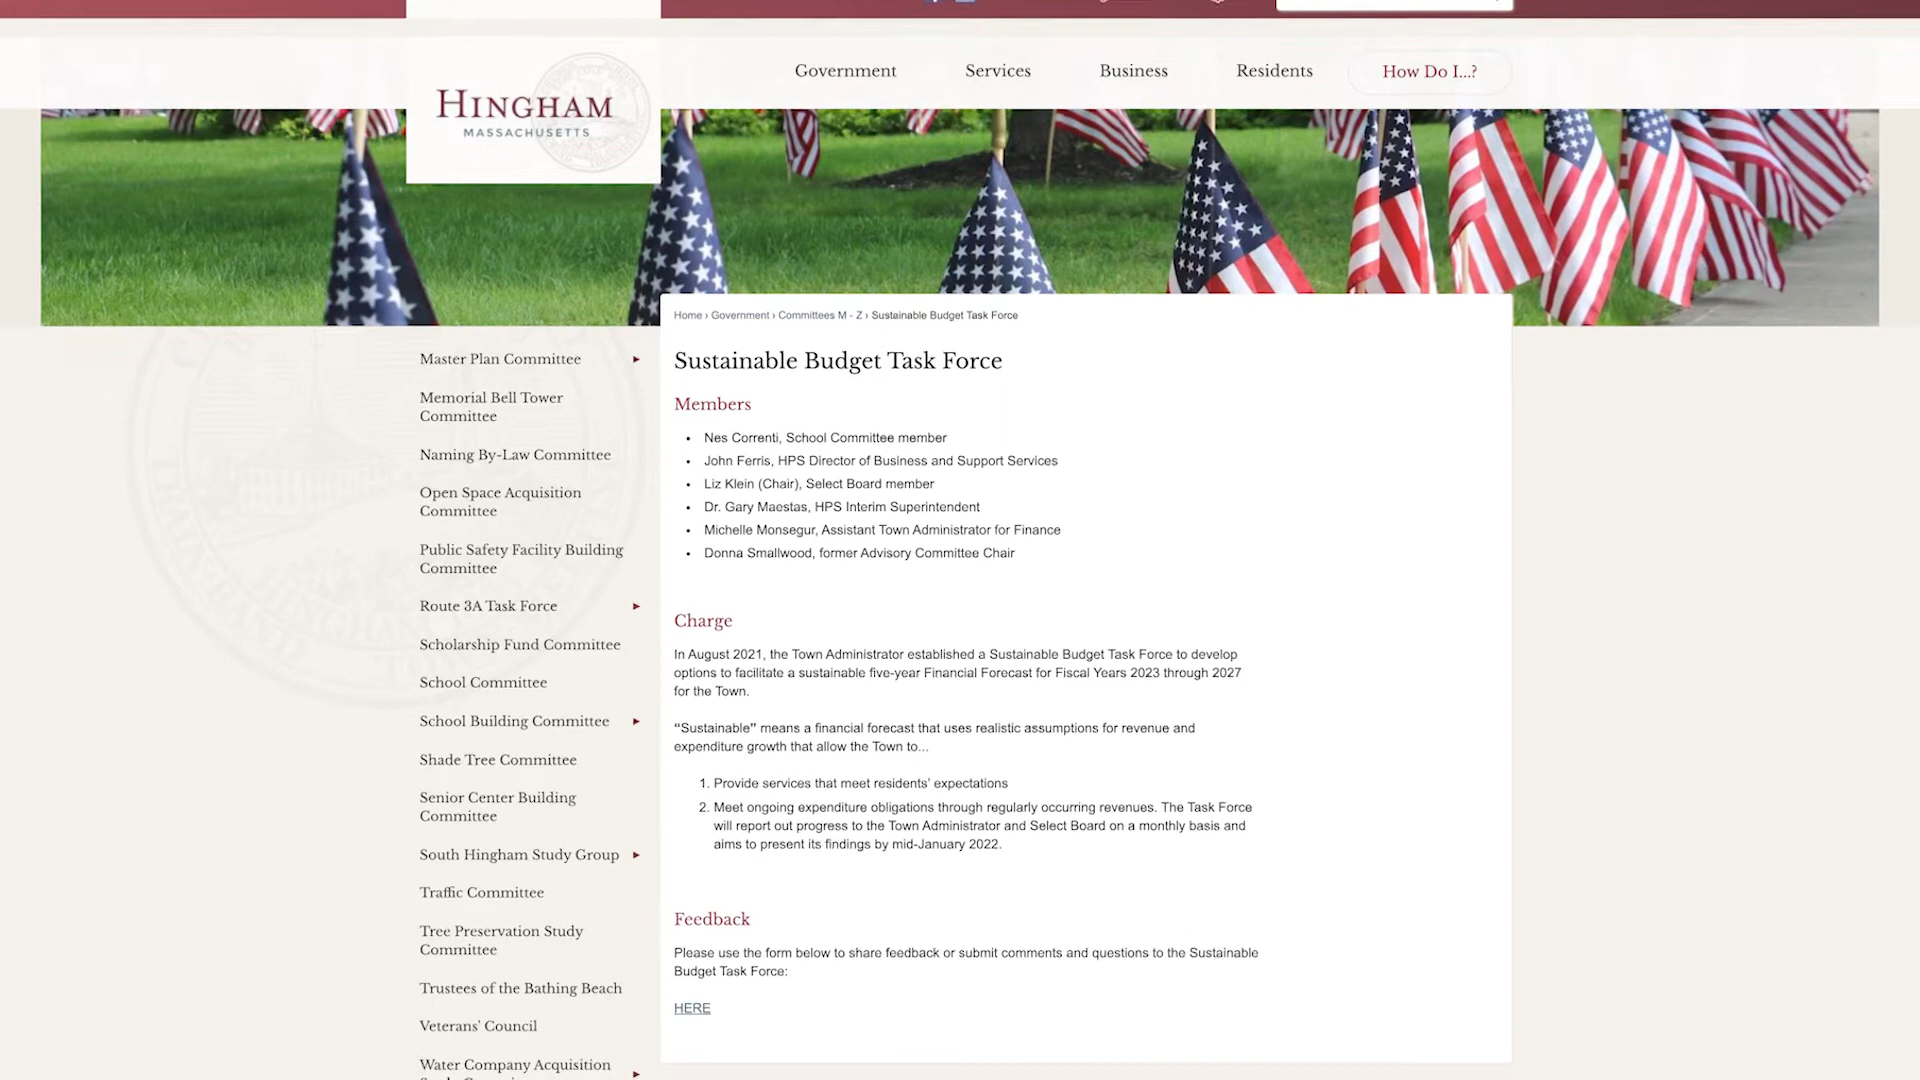 Government
Services
Business
Residents
How Do I...?
HINGHAM
MASSACHUSETTS
Home › Government › Committees M - Z › Sustainable Budget Task Force
Master Plan Committee
Memorial Bell Tower
Committee
Naming By-Law Committee
Open Space Acquisition
Committee
Public Safety Facility Building
Committee
Route 3A Task Force
Scholarship Fund Committee
School Committee
School Building Committee
Shade Tree Committee
Senior Center Building
Committee
South Hingham Study Group
Traffic Committee
Tree Preservation Study
Committee
Trustees of the Bathing Beach
Veterans' Council
Water Company Acquisition
Sustainable Budget Task Force
Members
• Nes Correnti, School Committee member
• John Ferris, HPS Director of Business and Support Services
• Liz Klein (Chair), Select Board member
• Dr. Gary Maestas, HPS Interim Superintendent
• Michelle Monsegur, Assistant Town Administrator for Finance
• Donna Smallwood, former Advisory Committee Chair
Charge
In August 2021, the Town Administrator established a Sustainable Budget Task Force to develop
options to facilitate a sustainable five-year Financial Forecast for Fiscal Years 2023 through 2027
for the Town.
“Sustainable” means a financial forecast that uses realistic assumptions for revenue and
expenditure growth that allow the Town to...
1. Provide services that meet residents’ expectations
2. Meet ongoing expenditure obligations through regularly occurring revenues. The Task Force
will report out progress to the Town Administrator and Select Board on a monthly basis and
aims to present its findings by mid-January 2022.
Feedback
Please use the form below to share feedback or submit comments and questions to the Sustainable
Budget Task Force:
HERE